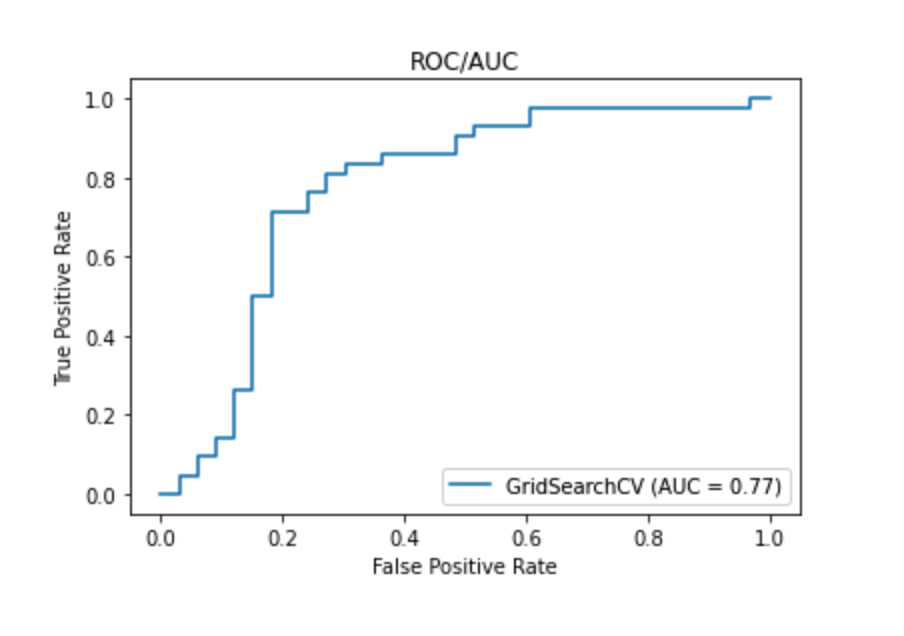 ROC/AUC
1.0
0.8
0.6
0.4
0.2
0.0
True Positive Rate
GridSearchCV (AUC = 0.77)
0.0 0.2 0.4 0.6 0.8 1.0
False Positive Rate